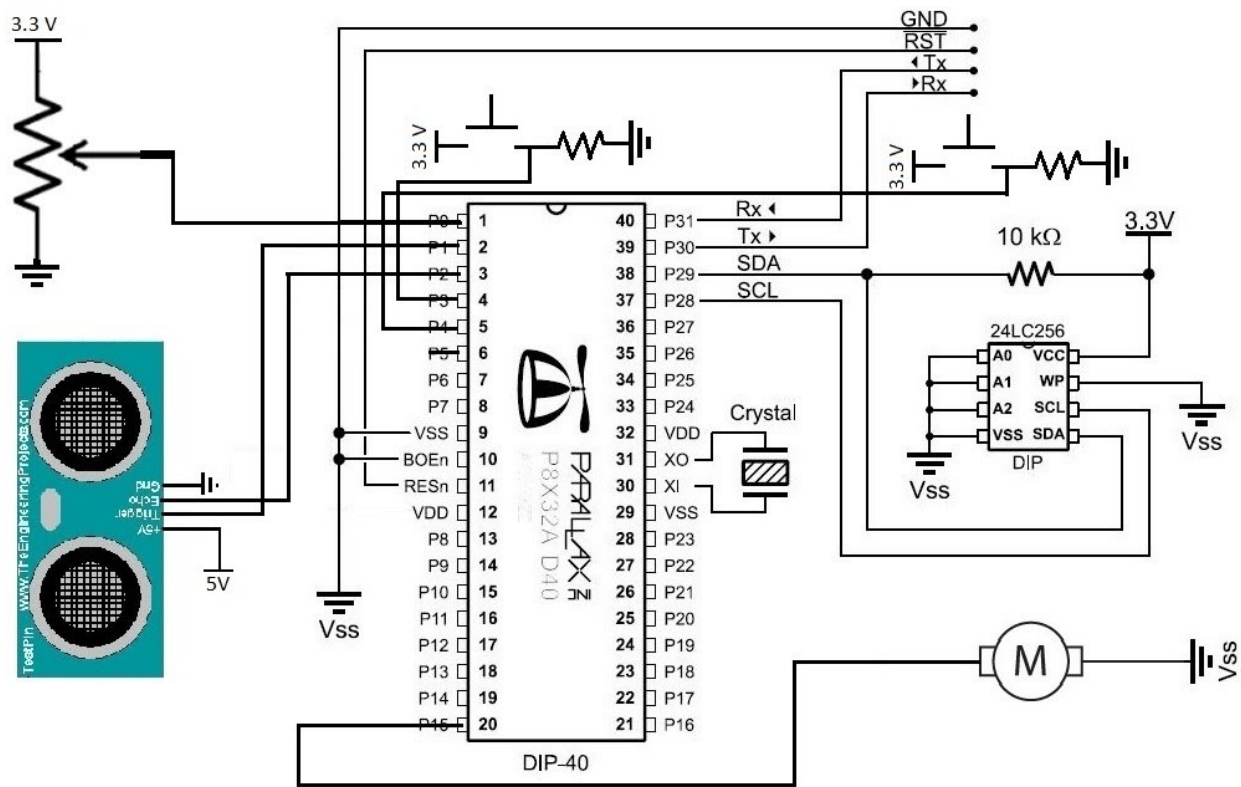 3.3 V
GND
RST
◄ Tx
► Rx
3.3 V
3.3 V
P0 1 40 P31 Rx ◄
P1 2 39 P30 Tx ►
P2 3 38 P29 SDA
P3 4 37 P28 SCL
P4 5 36 P27
P5 6 35 P26
P6 7 34 P25
P7 8 33 P24
VSS 9 32 VDD
BOEn 10 31 XO
RESn 11 30 XI
VDD 12 29 VSS
P8 13 28 P23
P9 14 27 P22
P10 15 26 P21
P11 16 25 P20
P12 17 24 P19
P13 18 23 P18
P14 19 22 P17
P15 20 21 P16
PARALLAX
P8X32A D40
DIP-40
Vss
Crystal
10 kΩ
3.3V
24LC256
A0 VCC
A1 WP
A2 SCL
VSS SDA
DIP
Vss
Vss
M
Vss
TestPin www.TheEngineeringProjects.com
Gnd
Echo
Trigger
+5V
5V